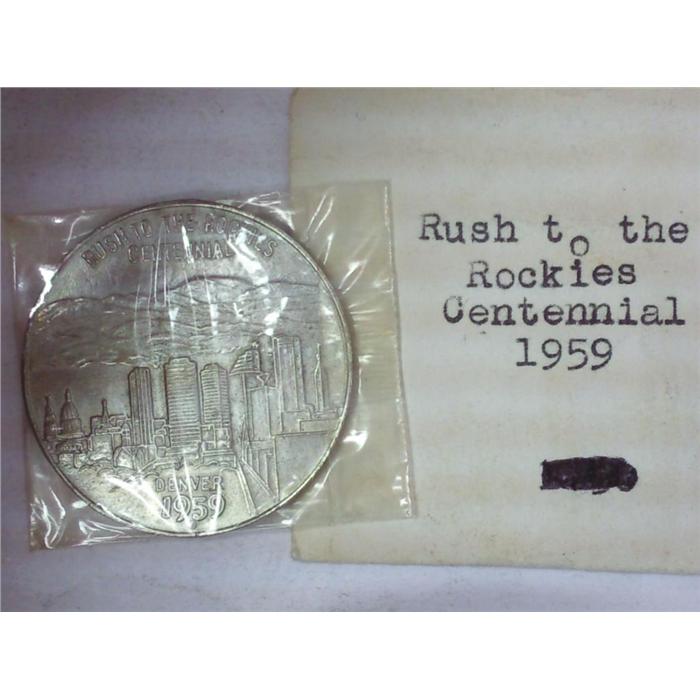 RUSH TO THE ROCKIES
CENTENNIAL
DENVER
1959
Rush to the
Rockies
Centennial
1959